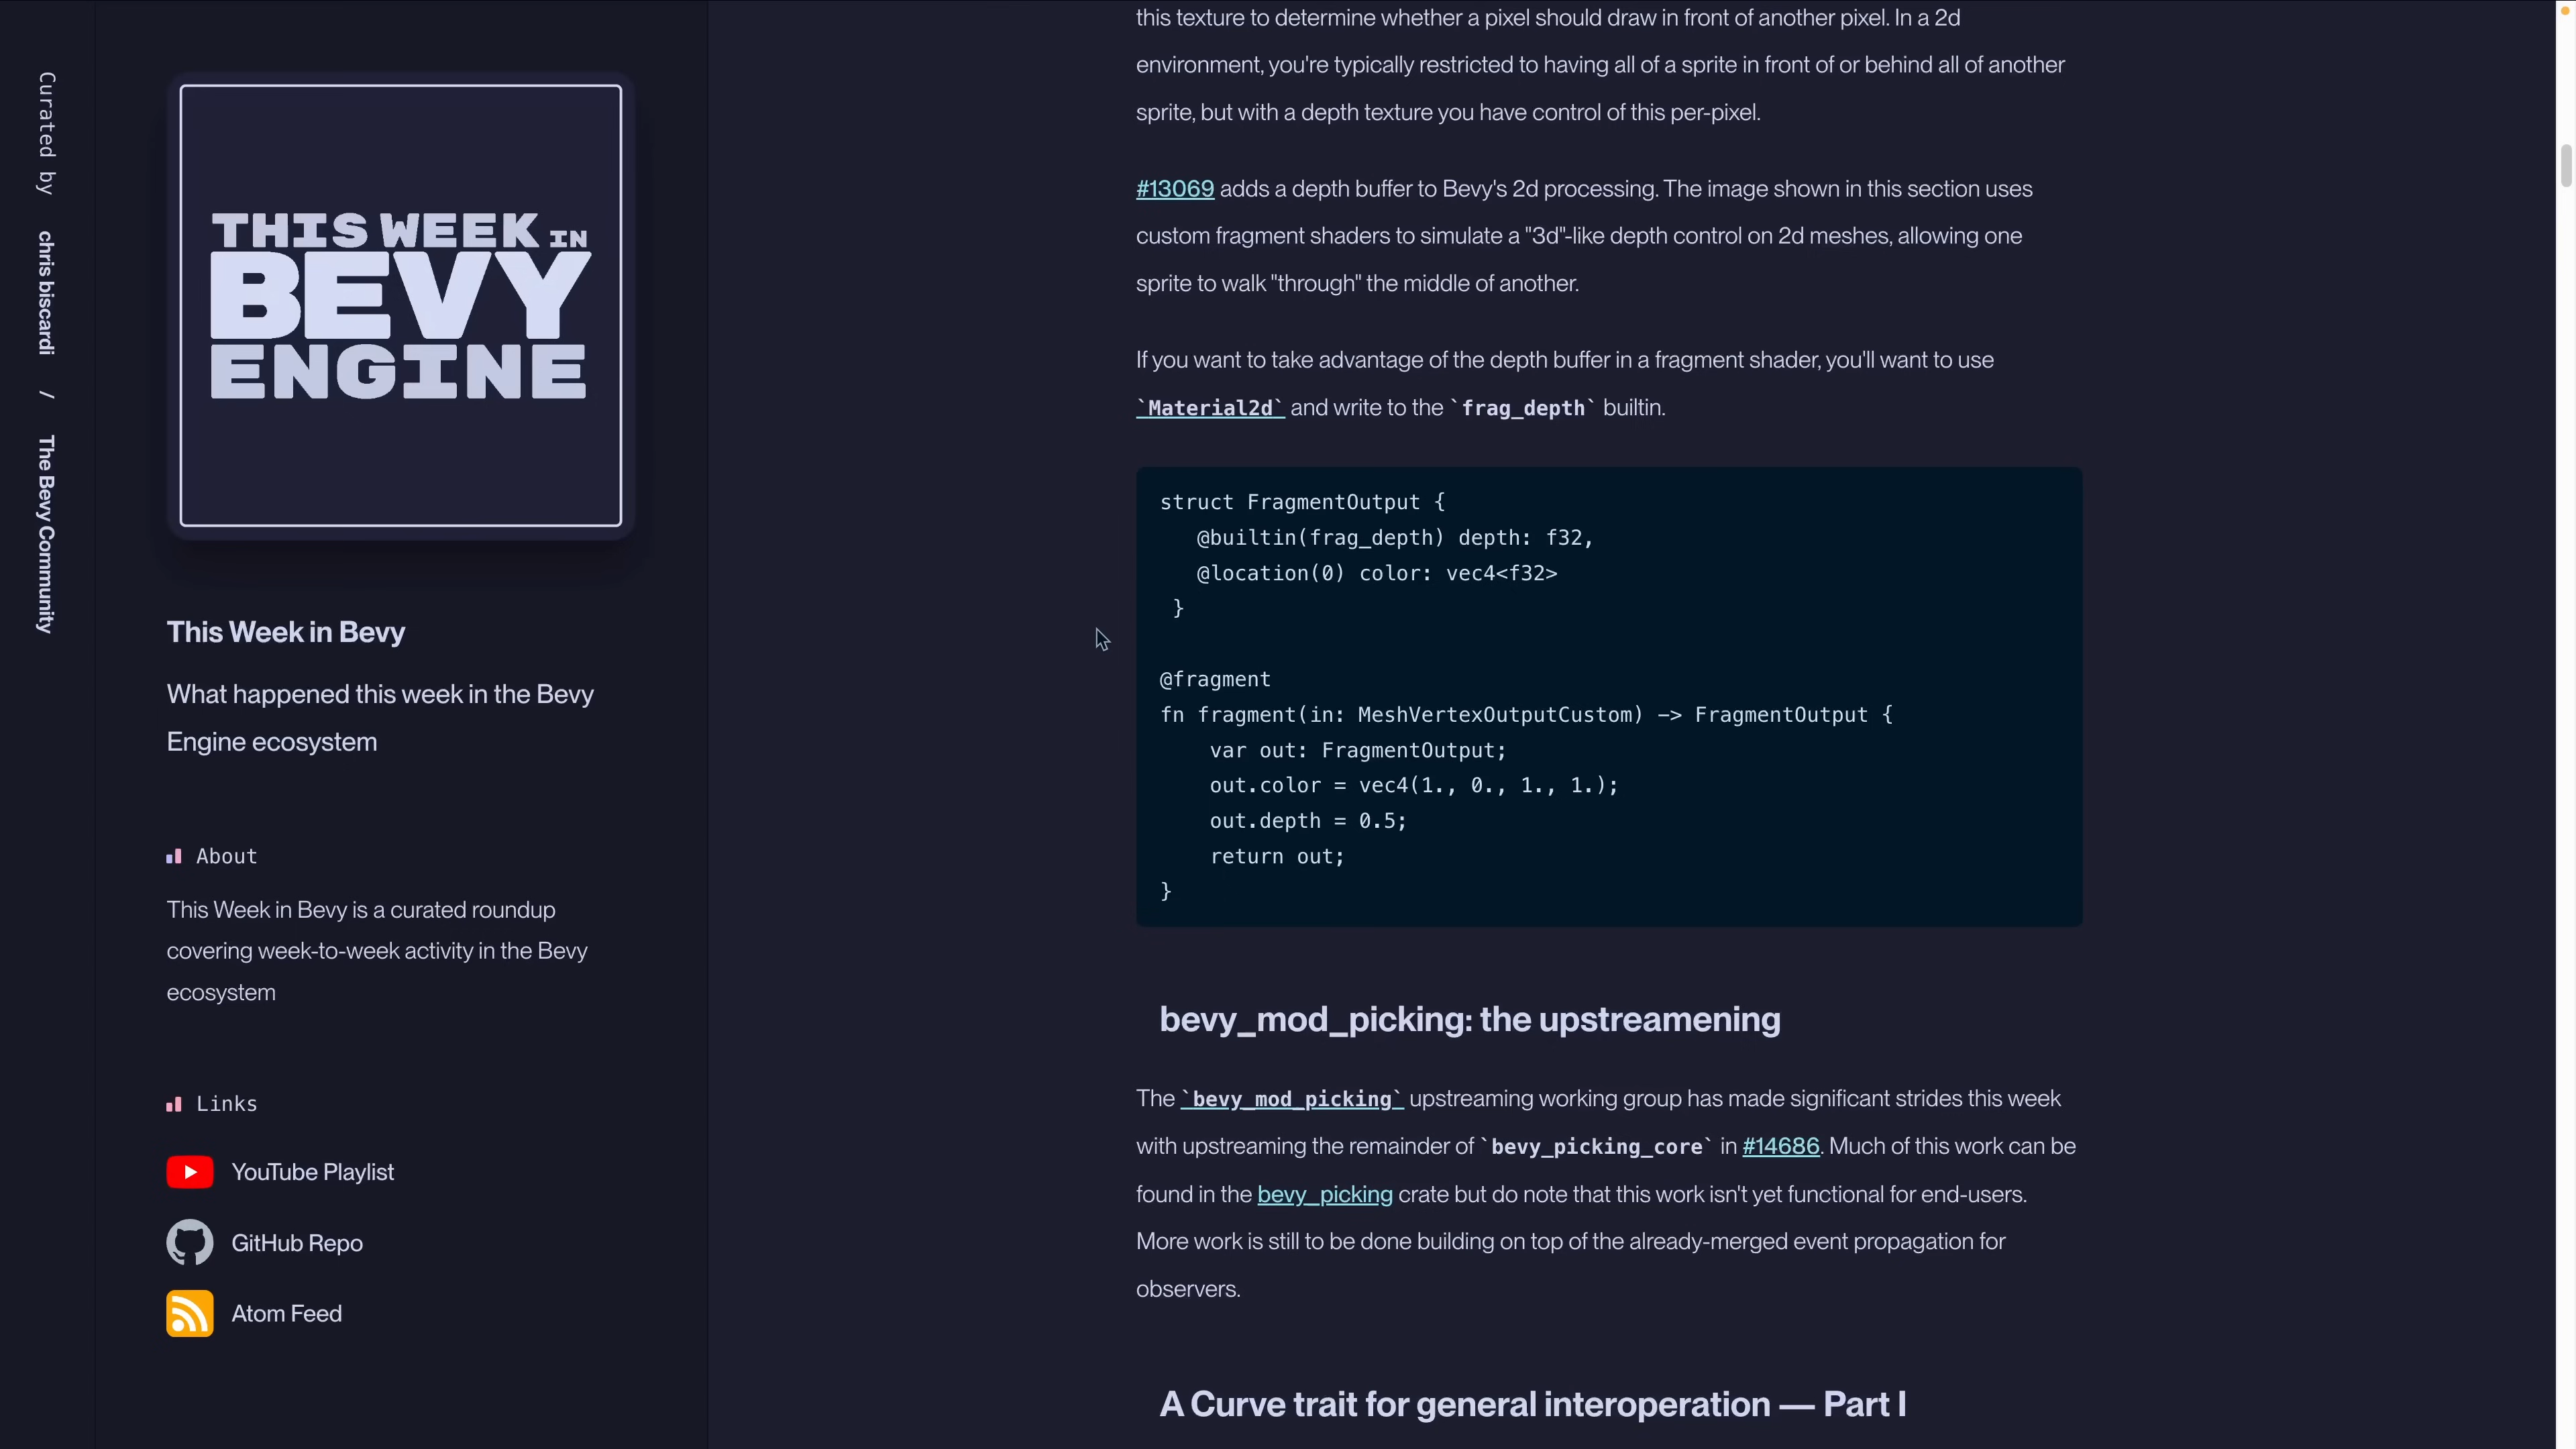 Curated by chris biscardi / The Bevy Community
THIS WEEK IN
BEVY
ENGINE
This Week in Bevy
What happened this week in the Bevy
Engine ecosystem
About
This Week in Bevy is a curated roundup
covering week-to-week activity in the Bevy
ecosystem
Links
YouTube Playlist
GitHub Repo
Atom Feed
this texture to determine whether a pixel should draw in front of another pixel. In a 2d
environment, you're typically restricted to having all of a sprite in front of or behind all of another
sprite, but with a depth texture you have control of this per-pixel.
#13069 adds a depth buffer to Bevy's 2d processing. The image shown in this section uses
custom fragment shaders to simulate a "3d"-like depth control on 2d meshes, allowing one
sprite to walk "through" the middle of another.
If you want to take advantage of the depth buffer in a fragment shader, you'll want to use
`Material2d` and write to the `frag_depth` builtin.
struct FragmentOutput {
   @builtin(frag_depth) depth: f32,
   @location(0) color: vec4<f32>
 }
@fragment
fn fragment(in: MeshVertexOutputCustom) -> FragmentOutput {
    var out: FragmentOutput;
    out.color = vec4(1., 0., 1., 1.);
    out.depth = 0.5;
    return out;
}
bevy_mod_picking: the upstreamening
The `bevy_mod_picking` upstreaming working group has made significant strides this week
with upstreaming the remainder of `bevy_picking_core` in #14686. Much of this work can be
found in the bevy_picking crate but do note that this work isn't yet functional for end-users.
More work is still to be done building on top of the already-merged event propagation for
observers.
A Curve trait for general interoperation — Part I